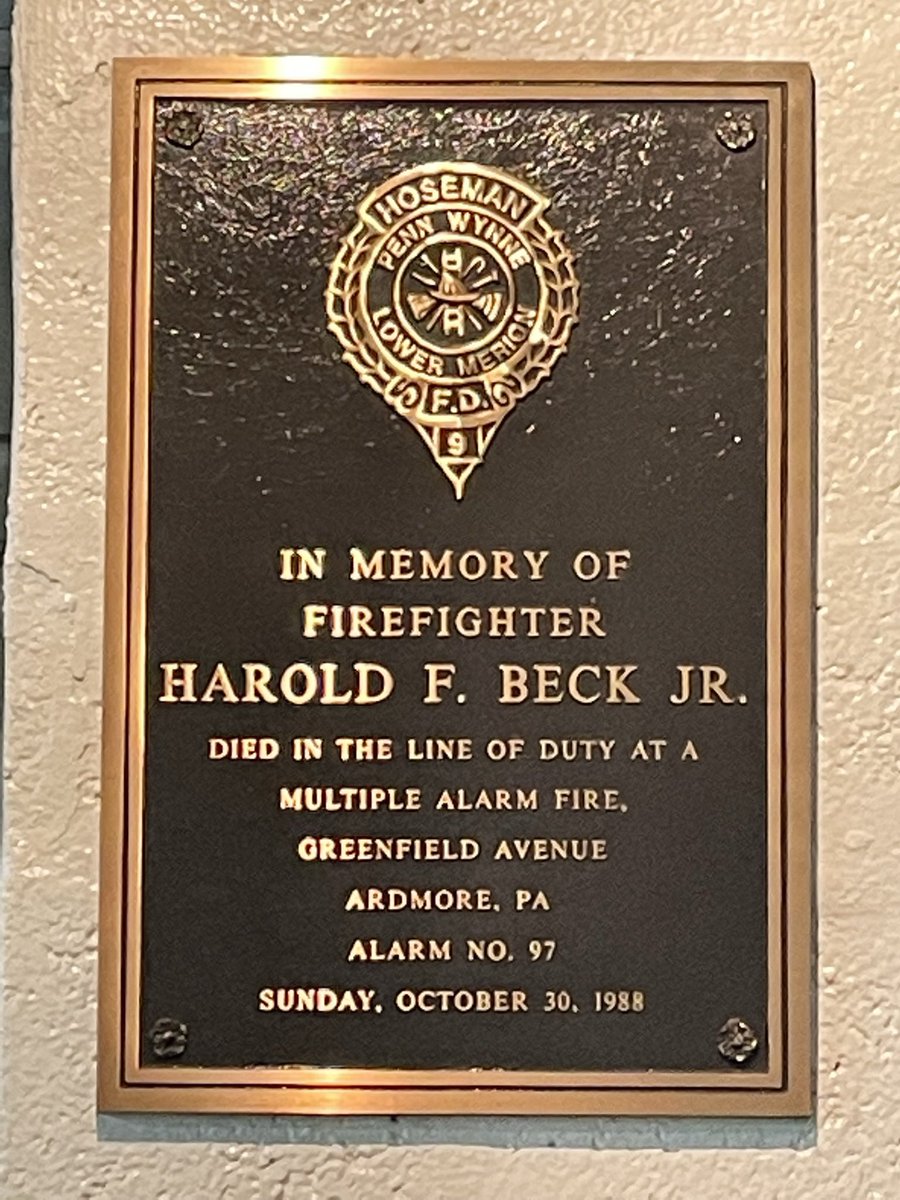 HOSEMAN
PENN WYNNE
LOWER MERION
F.D.
9
IN MEMORY OF
FIREFIGHTER
HAROLD F. BECK JR.
DIED IN THE LINE OF DUTY AT A
MULTIPLE ALARM FIRE,
GREENFIELD AVENUE
ARDMORE, PA
ALARM NO. 97
SUNDAY, OCTOBER 30, 1988